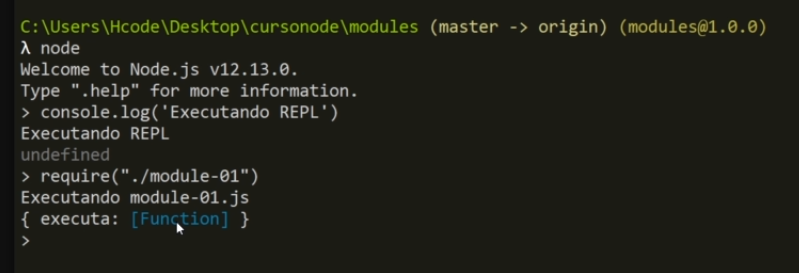 C:\Users\Hcode\Desktop\cursonode\modules (master -> origin) (modules@1.0.0)
λ node
Welcome to Node.js v12.13.0.
Type ".help" for more information.
> console.log('Executando REPL')
Executando REPL
undefined
> require("./module-01")
Executando module-01.js
{ executa: [Function] }
>